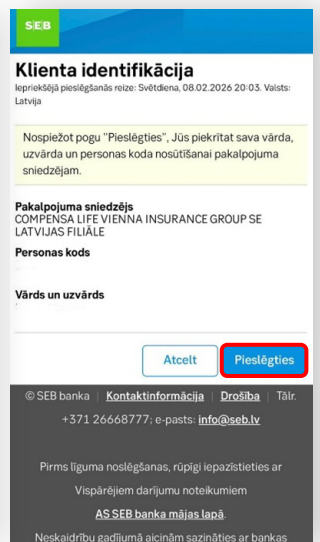 SEB
Klienta identifikācija
Iepriekšējā pieslēgšanās reize: Svētdiena, 08.02.2026 20:03. Valsts:
Latvija
Nospiežot pogu "Pieslēgties", Jūs piekrītat sava vārda,
uzvārda un personas koda nosūtīšanai pakalpojuma
sniedzējam.
Pakalpojuma sniedzējs
COMPENSA LIFE VIENNA INSURANCE GROUP SE
LATVIJAS FILIĀLE
Personas kods
Vārds un uzvārds
Atcelt Pieslēgties
© SEB banka | Kontaktinformācija | Drošība | Tālr.
+371 26668777; e-pasts: info@seb.lv
Pirms līguma noslēgšanas, rūpīgi iepazīstieties ar
Vispārējiem darījumu noteikumiem
AS SEB banka mājas lapā.
Neskaidrību gadījumā aicinām sazināties ar bankas